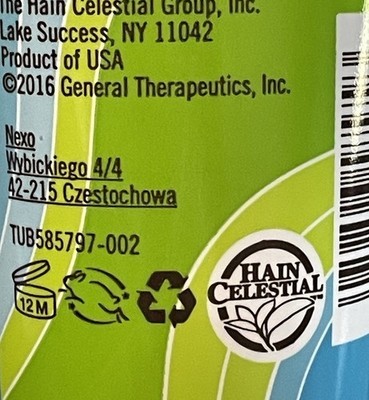 The Hain Celestial Group, Inc.
Lake Success, NY 11042
Product of USA
©2016 General Therapeutics, Inc.
Nexo
Wybickiego 4/4
42-215 Czestochowa
TUB585797-002
12M
HAIN
CELESTIAL